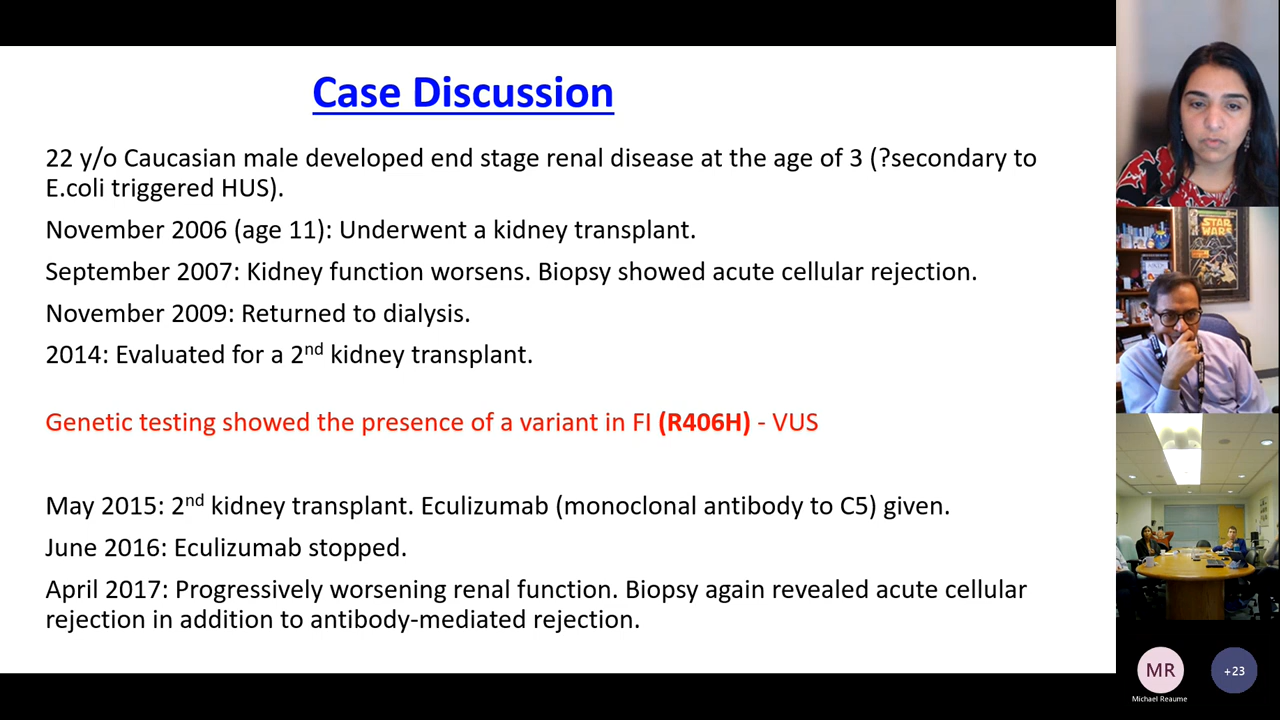 Case Discussion
22 y/o Caucasian male developed end stage renal disease at the age of 3 (?secondary to
E.coli triggered HUS).
November 2006 (age 11): Underwent a kidney transplant.
September 2007: Kidney function worsens. Biopsy showed acute cellular rejection.
November 2009: Returned to dialysis.
2014: Evaluated for a 2nd kidney transplant.
Genetic testing showed the presence of a variant in FI (R406H) - VUS
May 2015: 2nd kidney transplant. Eculizumab (monoclonal antibody to C5) given.
June 2016: Eculizumab stopped.
April 2017: Progressively worsening renal function. Biopsy again revealed acute cellular
rejection in addition to antibody-mediated rejection.
STAR
WARS
MR
Michael Reaume
+23